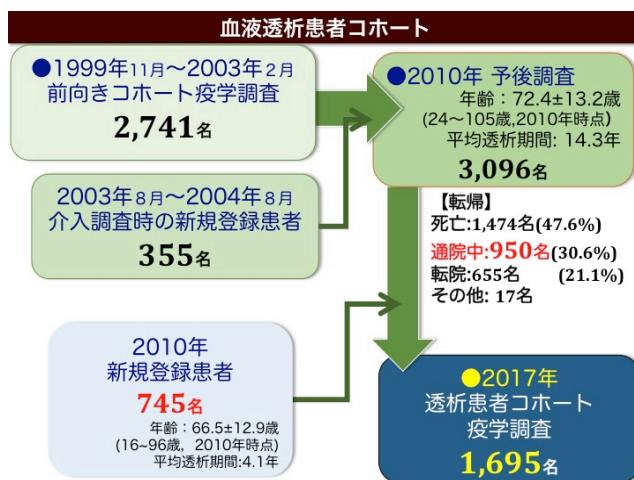 血液透析患者コホート
●1999年11月～2003年2月
前向きコホート疫学調査
2,741名
2003年8月～2004年8月
介入調査時の新規登録患者
355名
2010年
新規登録患者
745名
年齢：66.5±12.9歳
(16~96歳，2010年時点)
平均透析期間:4.1年
●2010年 予後調査
年齢：72.4±13.2歳
(24～105歳,2010年時点)
平均透析期間: 14.3年
3,096名
【転帰】
死亡:1,474名(47.6%)
通院中:950名(30.6%)
転院:655名 (21.1%)
その他: 17名
●2017年
透析患者コホート
疫学調査
1,695名